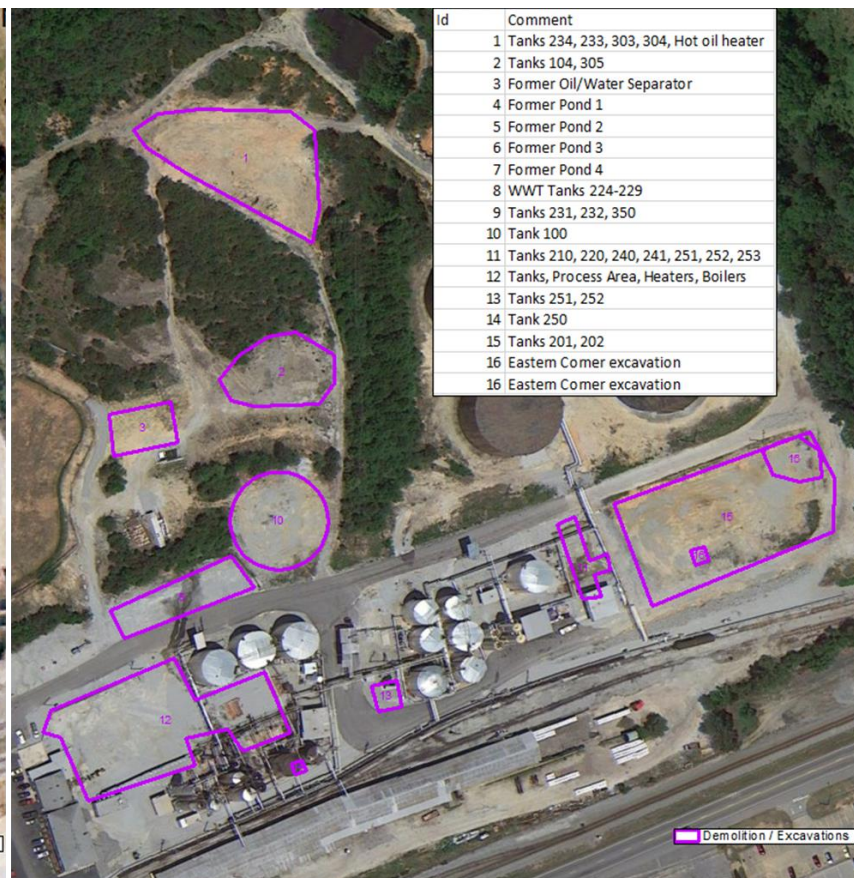 Id Comment
1 Tanks 234, 233, 303, 304, Hot oil heater
2 Tanks 104, 305
3 Former Oil/Water Separator
4 Former Pond 1
5 Former Pond 2
6 Former Pond 3
7 Former Pond 4
8 WWT Tanks 224-229
9 Tanks 231, 232, 350
10 Tank 100
11 Tanks 210, 220, 240, 241, 251, 252, 253
12 Tanks, Process Area, Heaters, Boilers
13 Tanks 251, 252
14 Tank 250
15 Tanks 201, 202
16 Eastern Corner excavation
16 Eastern Corner excavation
1
2
3
10
15
12
13
Demolition / Excavations